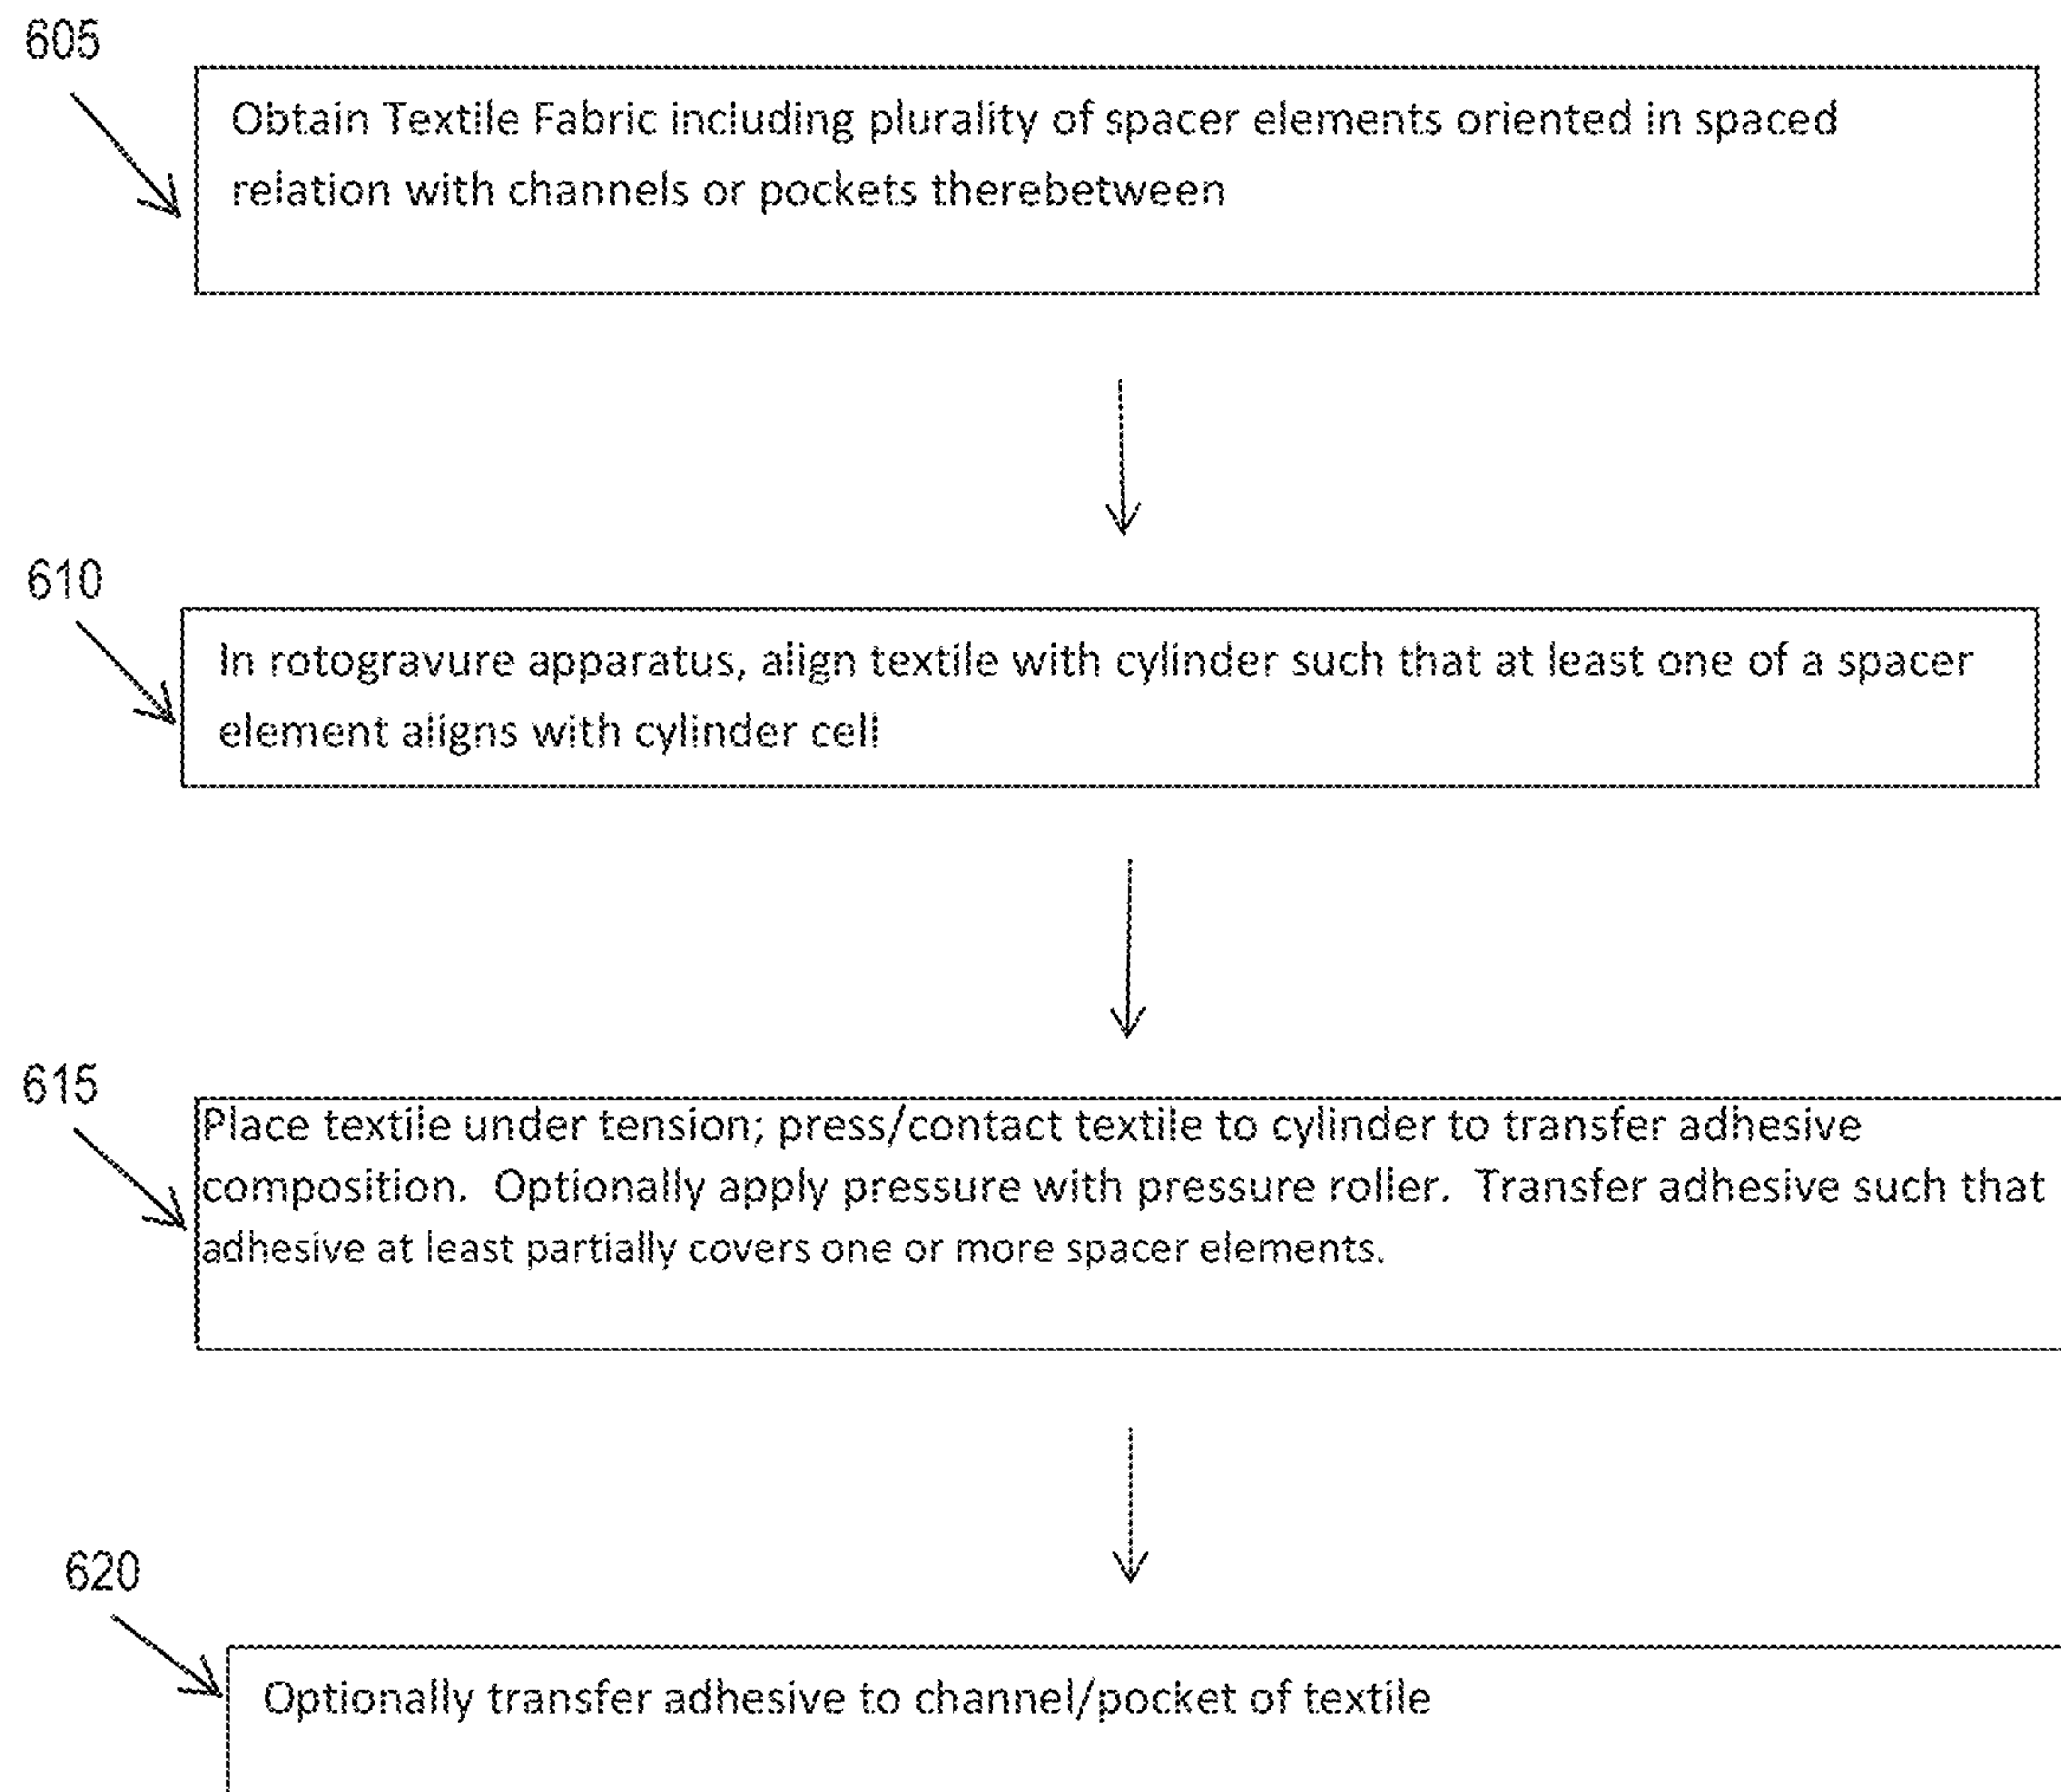 605
Obtain Textile Fabric including plurality of spacer elements oriented in spaced
relation with channels or pockets therebetween
610
In rotogravure apparatus, align textile with cylinder such that at least one of a spacer
element aligns with cylinder cell
615
Place textile under tension; press/contact textile to cylinder to transfer adhesive
composition.  Optionally apply pressure with pressure roller.  Transfer adhesive such that
adhesive at least partially covers one or more spacer elements.
620
Optionally transfer adhesive to channel/pocket of textile